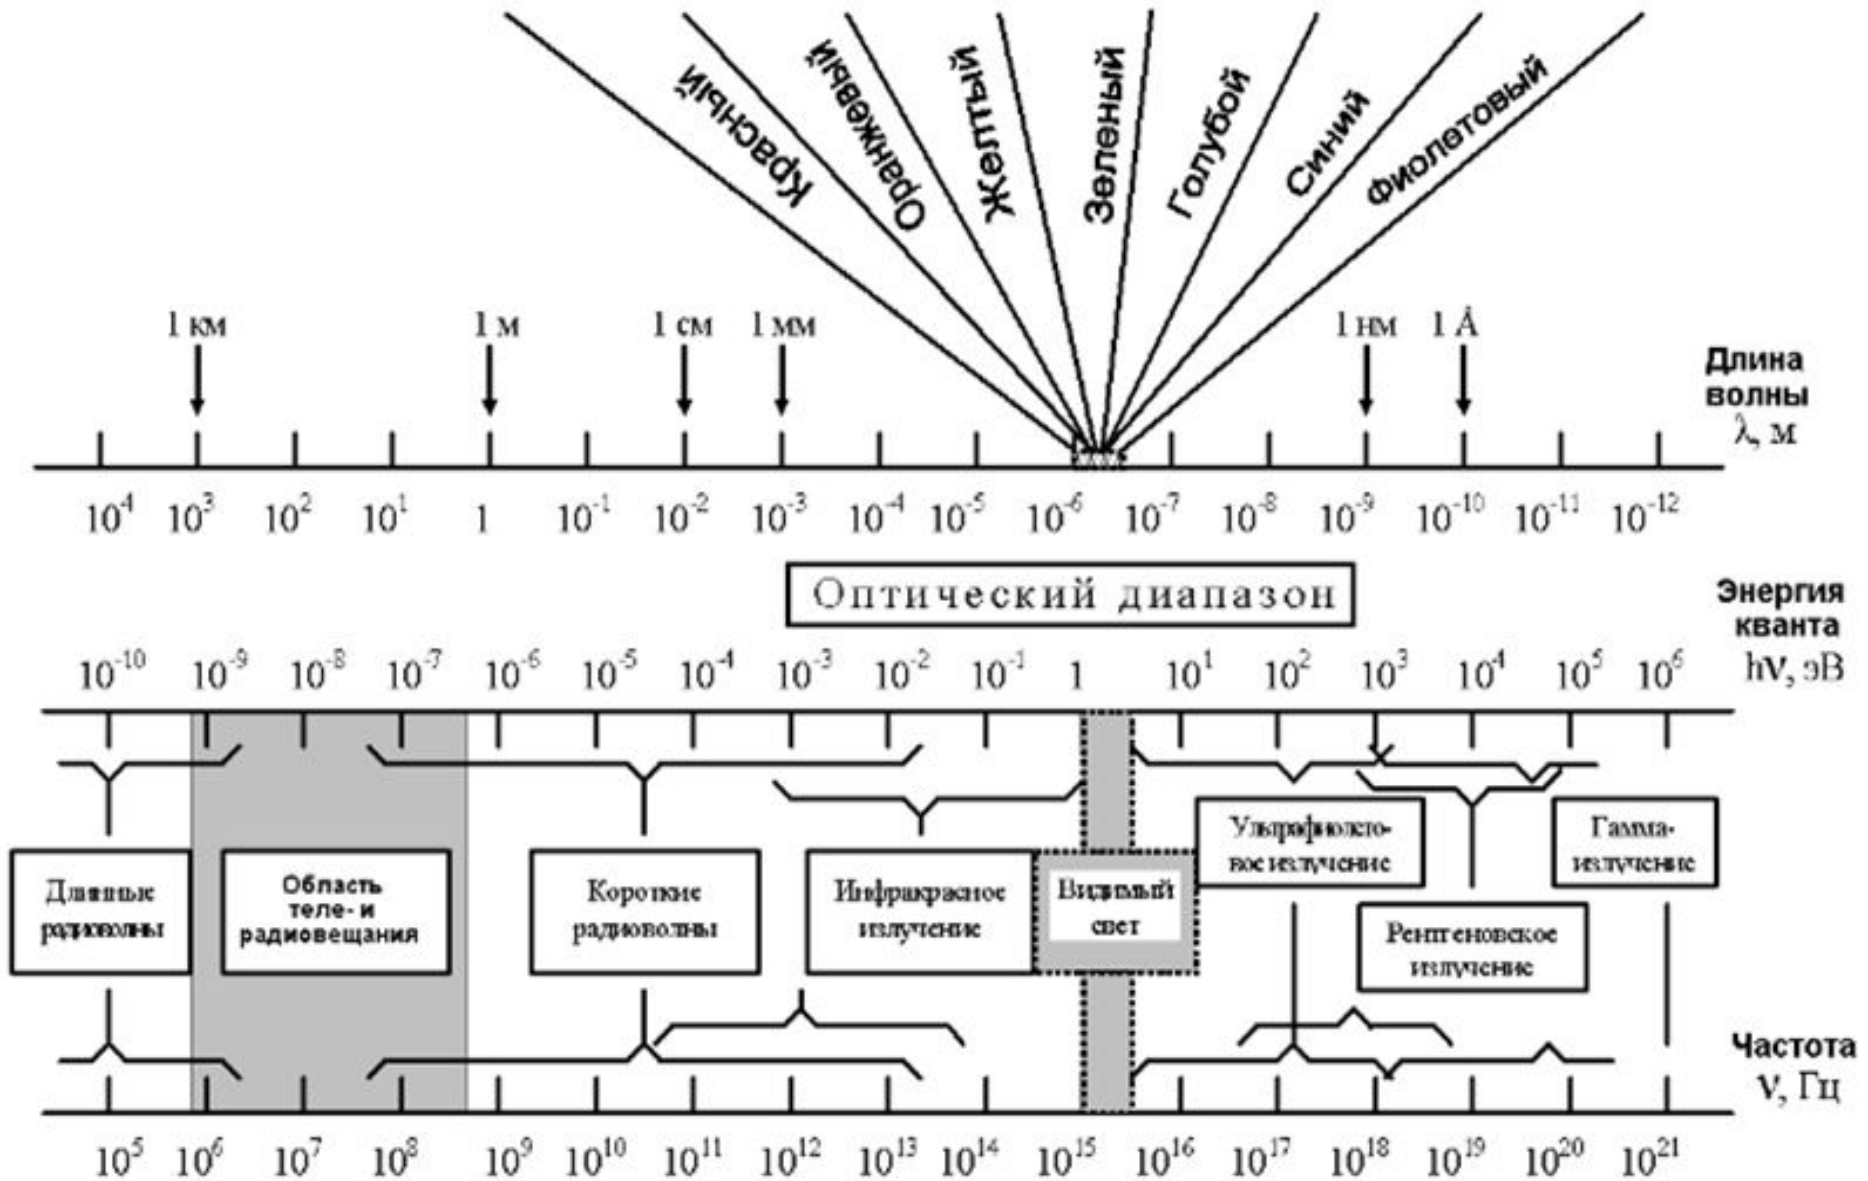 Красный Оранжевый Желтый Зеленый Голубой Синий Фиолетовый
1 км 1 м 1 см 1 мм 1 нм 1 Å
Длина
волны
λ, м
10⁴ 10³ 10² 10¹ 1 10⁻¹ 10⁻² 10⁻³ 10⁻⁴ 10⁻⁵ 10⁻⁶ 10⁻⁷ 10⁻⁸ 10⁻⁹ 10⁻¹⁰ 10⁻¹¹ 10⁻¹²
Оптический диапазон
Энергия
кванта
hν, эВ
10⁻¹⁰ 10⁻⁹ 10⁻⁸ 10⁻⁷ 10⁻⁶ 10⁻⁵ 10⁻⁴ 10⁻³ 10⁻² 10⁻¹ 1 10¹ 10² 10³ 10⁴ 10⁵ 10⁶
Длинные
радиоволны
Область
теле- и
радиовещания
Короткие
радиоволны
Инфракрасное
излучение
Видимый
свет
Ультрафиолето-
вое излучение
Рентгеновское
излучение
Гамма-
излучение
Частота
ν, Гц
10⁵ 10⁶ 10⁷ 10⁸ 10⁹ 10¹⁰ 10¹¹ 10¹² 10¹³ 10¹⁴ 10¹⁵ 10¹⁶ 10¹⁷ 10¹⁸ 10¹⁹ 10²⁰ 10²¹